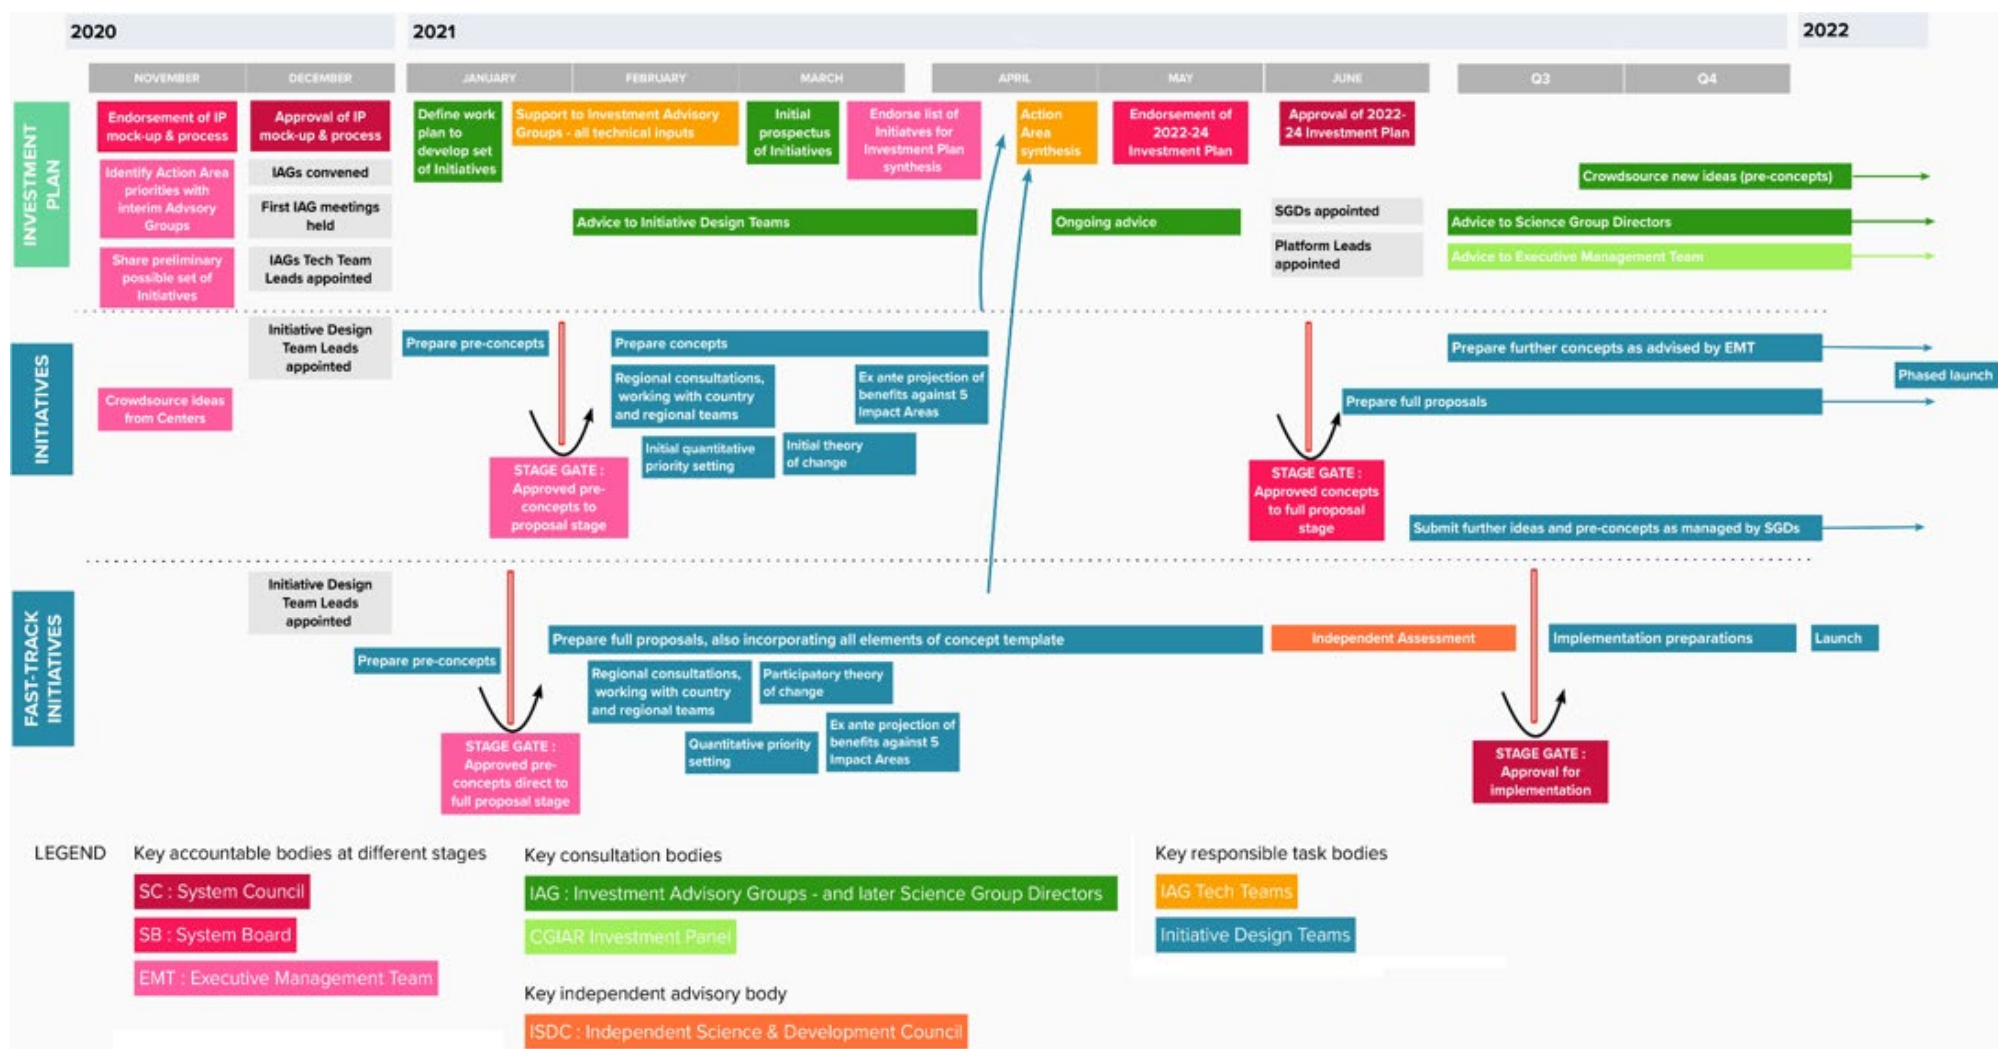 2020
2021
2022
NOVEMBER
DECEMBER
JANUARY
FEBRUARY
MARCH
APRIL
MAY
JUNE
Q3
Q4
INVESTMENT
PLAN
Endorsement of IP
mock-up & process
Identify Action Area
priorities with
interim Advsory
Groups
Share preliminary
possible set of
Initiatives
Approval of IP
mock-up & process
IAGs convened
First IAG meetings
held
IAGs Tech Team
Leads appointed
Define work
plan to
develop set
of Initiatives
Support to Investment Advisory
Groups - all technical inputs
Initial
prospectus
of Initiatives
Endorse list of
Initiatves for
Investment Plan
synthesis
Advice to Initiative Design Teams
Action
Area
synthesis
Endorsement of
2022-24
Investment Plan
Ongoing advice
Approval of 2022-
24 Investment Plan
SGDs appointed
Platform Leads
appointed
Crowdsource new ideas (pre-concepts)
Advice to Science Group Directors
Advice to Executive Management Team
INITIATIVES
Initiative Design
Team Leads
appointed
Crowdsource ideas
from Centers
Prepare pre-concepts
STAGE GATE :
Approved pre-
concepts to
proposal stage
Prepare concepts
Regional consultations,
working with country
and regional teams
Ex ante projection of
benefits against 5
Impact Areas
Initial quantitative
priority setting
Initial theory
of change
STAGE GATE :
Approved concepts
to full proposal
stage
Prepare further concepts as advised by EMT
Phased launch
Prepare full proposals
Submit further ideas and pre-concepts as managed by SGDs
FAST-TRACK
INITIATIVES
Initiative Design
Team Leads
appointed
Prepare pre-concepts
STAGE GATE :
Approved pre-
concepts direct to
full proposal stage
Prepare full proposals, also incorporating all elements of concept template
Regional consultations,
working with country
and regional teams
Participatory theory
of change
Quantitative priority
setting
Ex ante projection of
benefits against 5
Impact Areas
Independent Assessment
STAGE GATE :
Approval for
implementation
Implementation preparations
Launch
LEGEND
Key accountable bodies at different stages
SC : System Council
SB : System Board
EMT : Executive Management Team
Key consultation bodies
IAG : Investment Advisory Groups - and later Science Group Directors
CGIAR Investment Panel
Key independent advisory body
ISDC : Independent Science & Development Council
Key responsible task bodies
IAG Tech Teams
Initiative Design Teams